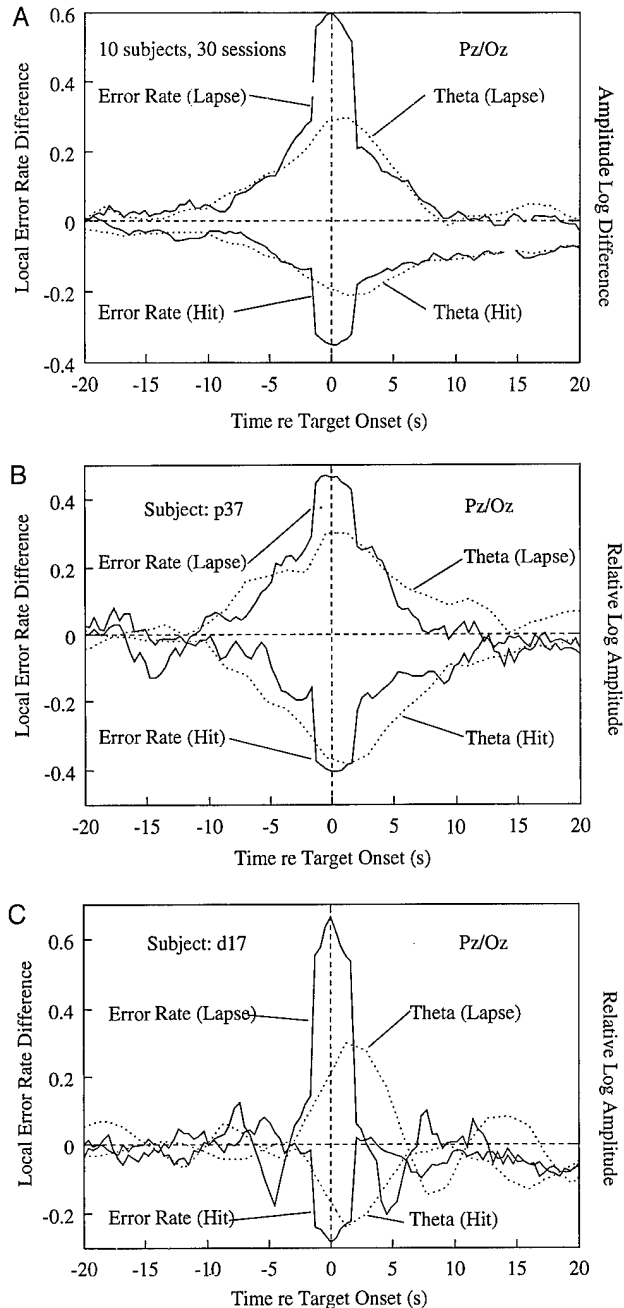 A
10 subjects, 30 sessions
Pz/Oz
Error Rate (Lapse)
Theta (Lapse)
Error Rate (Hit)
Theta (Hit)
Local Error Rate Difference
Amplitude Log Difference
0.6
0.4
0.2
0
-0.2
-0.4
-20 -15 -10 -5 0 5 10 15 20
Time re Target Onset (s)
B
Subject: p37
Pz/Oz
Error Rate (Lapse)
Theta (Lapse)
Error Rate (Hit)
Theta (Hit)
Local Error Rate Difference
Relative Log Amplitude
0.4
0.2
0
-0.2
-0.4
-20 -15 -10 -5 0 5 10 15 20
Time re Target Onset (s)
C
Subject: d17
Pz/Oz
Error Rate (Lapse)
Theta (Lapse)
Error Rate (Hit)
Theta (Hit)
Local Error Rate Difference
Relative Log Amplitude
0.6
0.4
0.2
0
-0.2
-20 -15 -10 -5 0 5 10 15 20
Time re Target Onset (s)